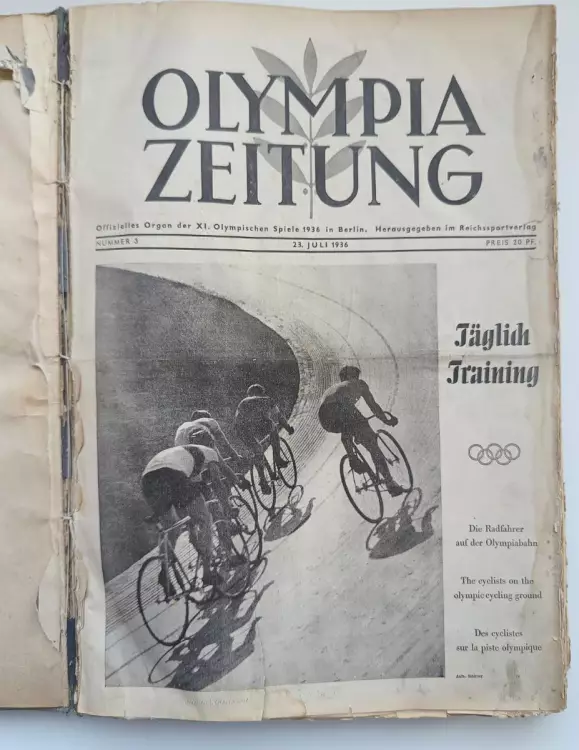 OLYMPIA
ZEITUNG
Offizielles Organ der XI. Olympischen Spiele 1936 in Berlin. Herausgegeben im Reichssportverlag
NUMMER 3
23. JULI 1936
PREIS 20 PF.
Täglich
Training
Die Radfahrer
auf der Olympiabahn
The cyclists on the
olympic cycling ground
Des cyclistes
sur la piste olympique